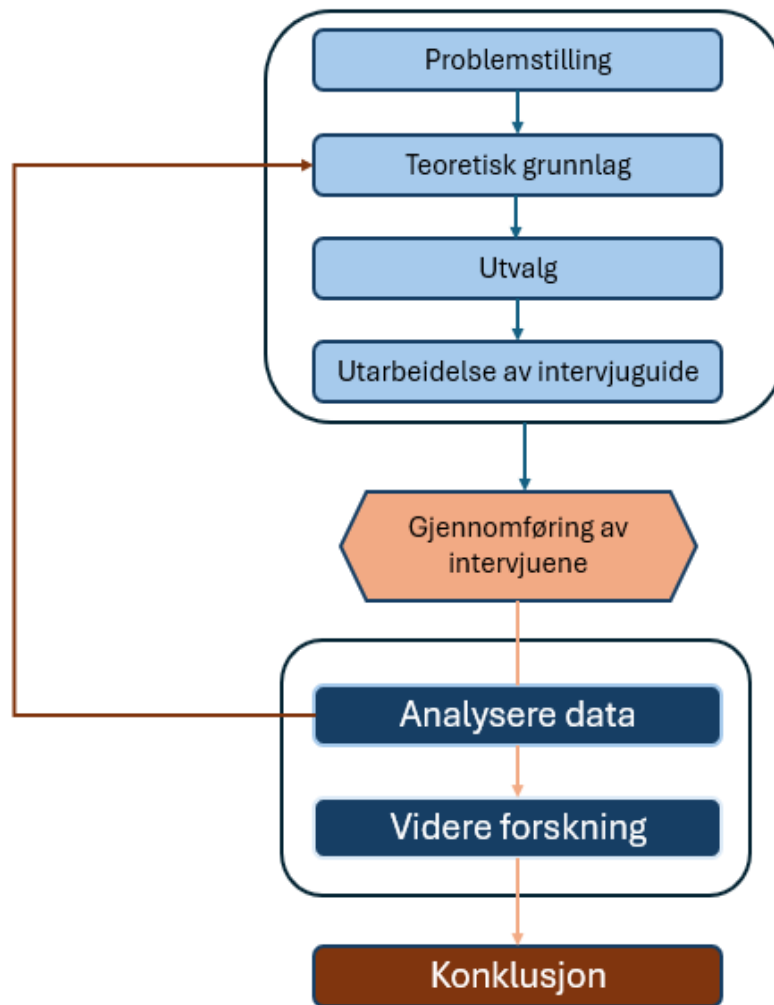 Problemstilling
Teoretisk grunnlag
Utvalg
Utarbeidelse av intervjuguide
Gjennomføring av
intervjuene
Analysere data
Videre forskning
Konklusjon